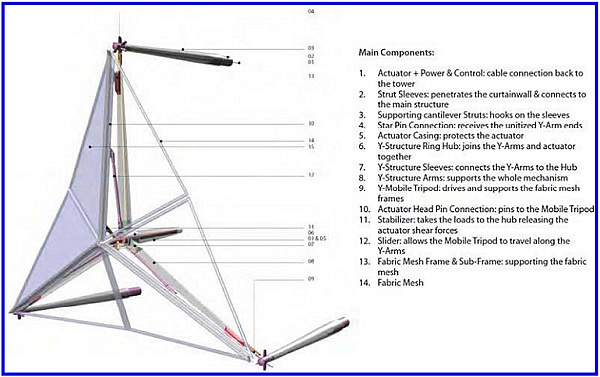 04
03
02
01
13
10
14
15
12
11
06
01 & 05
07
08
09
Main Components:
1. Actuator + Power & Control: cable connection back to
the tower
2. Strut Sleeves: penetrates the curtainwall & connects to
the main structure
3. Supporting cantilever Struts: hooks on the sleeves
4. Star Pin Connection: receives the unitized Y-Arm ends
5. Actuator Casing: protects the actuator
6. Y-Structure Ring Hub: joins the Y-Arms and actuator
together
7. Y-Structure Sleeves: connects the Y-Arms to the Hub
8. Y-Structure Arms: supports the whole mechanism
9. Y-Mobile Tripod: drives and supports the fabric mesh
frames
10. Actuator Head Pin Connection: pins to the Mobile Tripod
11. Stabilizer: takes the loads to the hub releasing the
actuator shear forces
12. Slider: allows the Mobile Tripod to travel along the
Y-Arms
13. Fabric Mesh Frame & Sub-Frame: supporting the fabric
mesh
14. Fabric Mesh